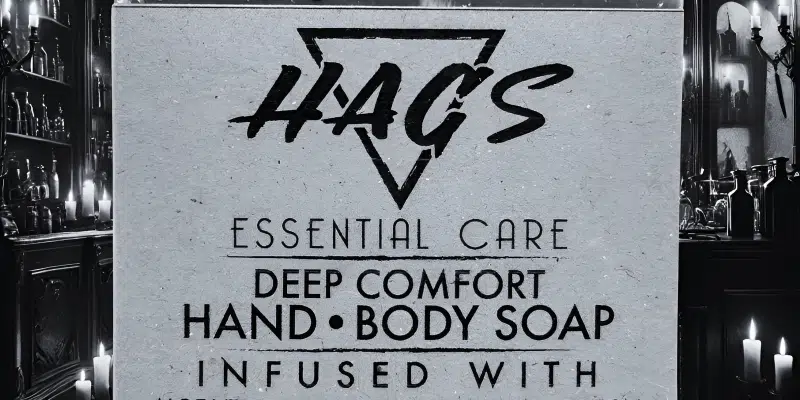 HAGS
ESSENTIAL CARE
DEEP COMFORT
HAND • BODY SOAP
INFUSED WITH